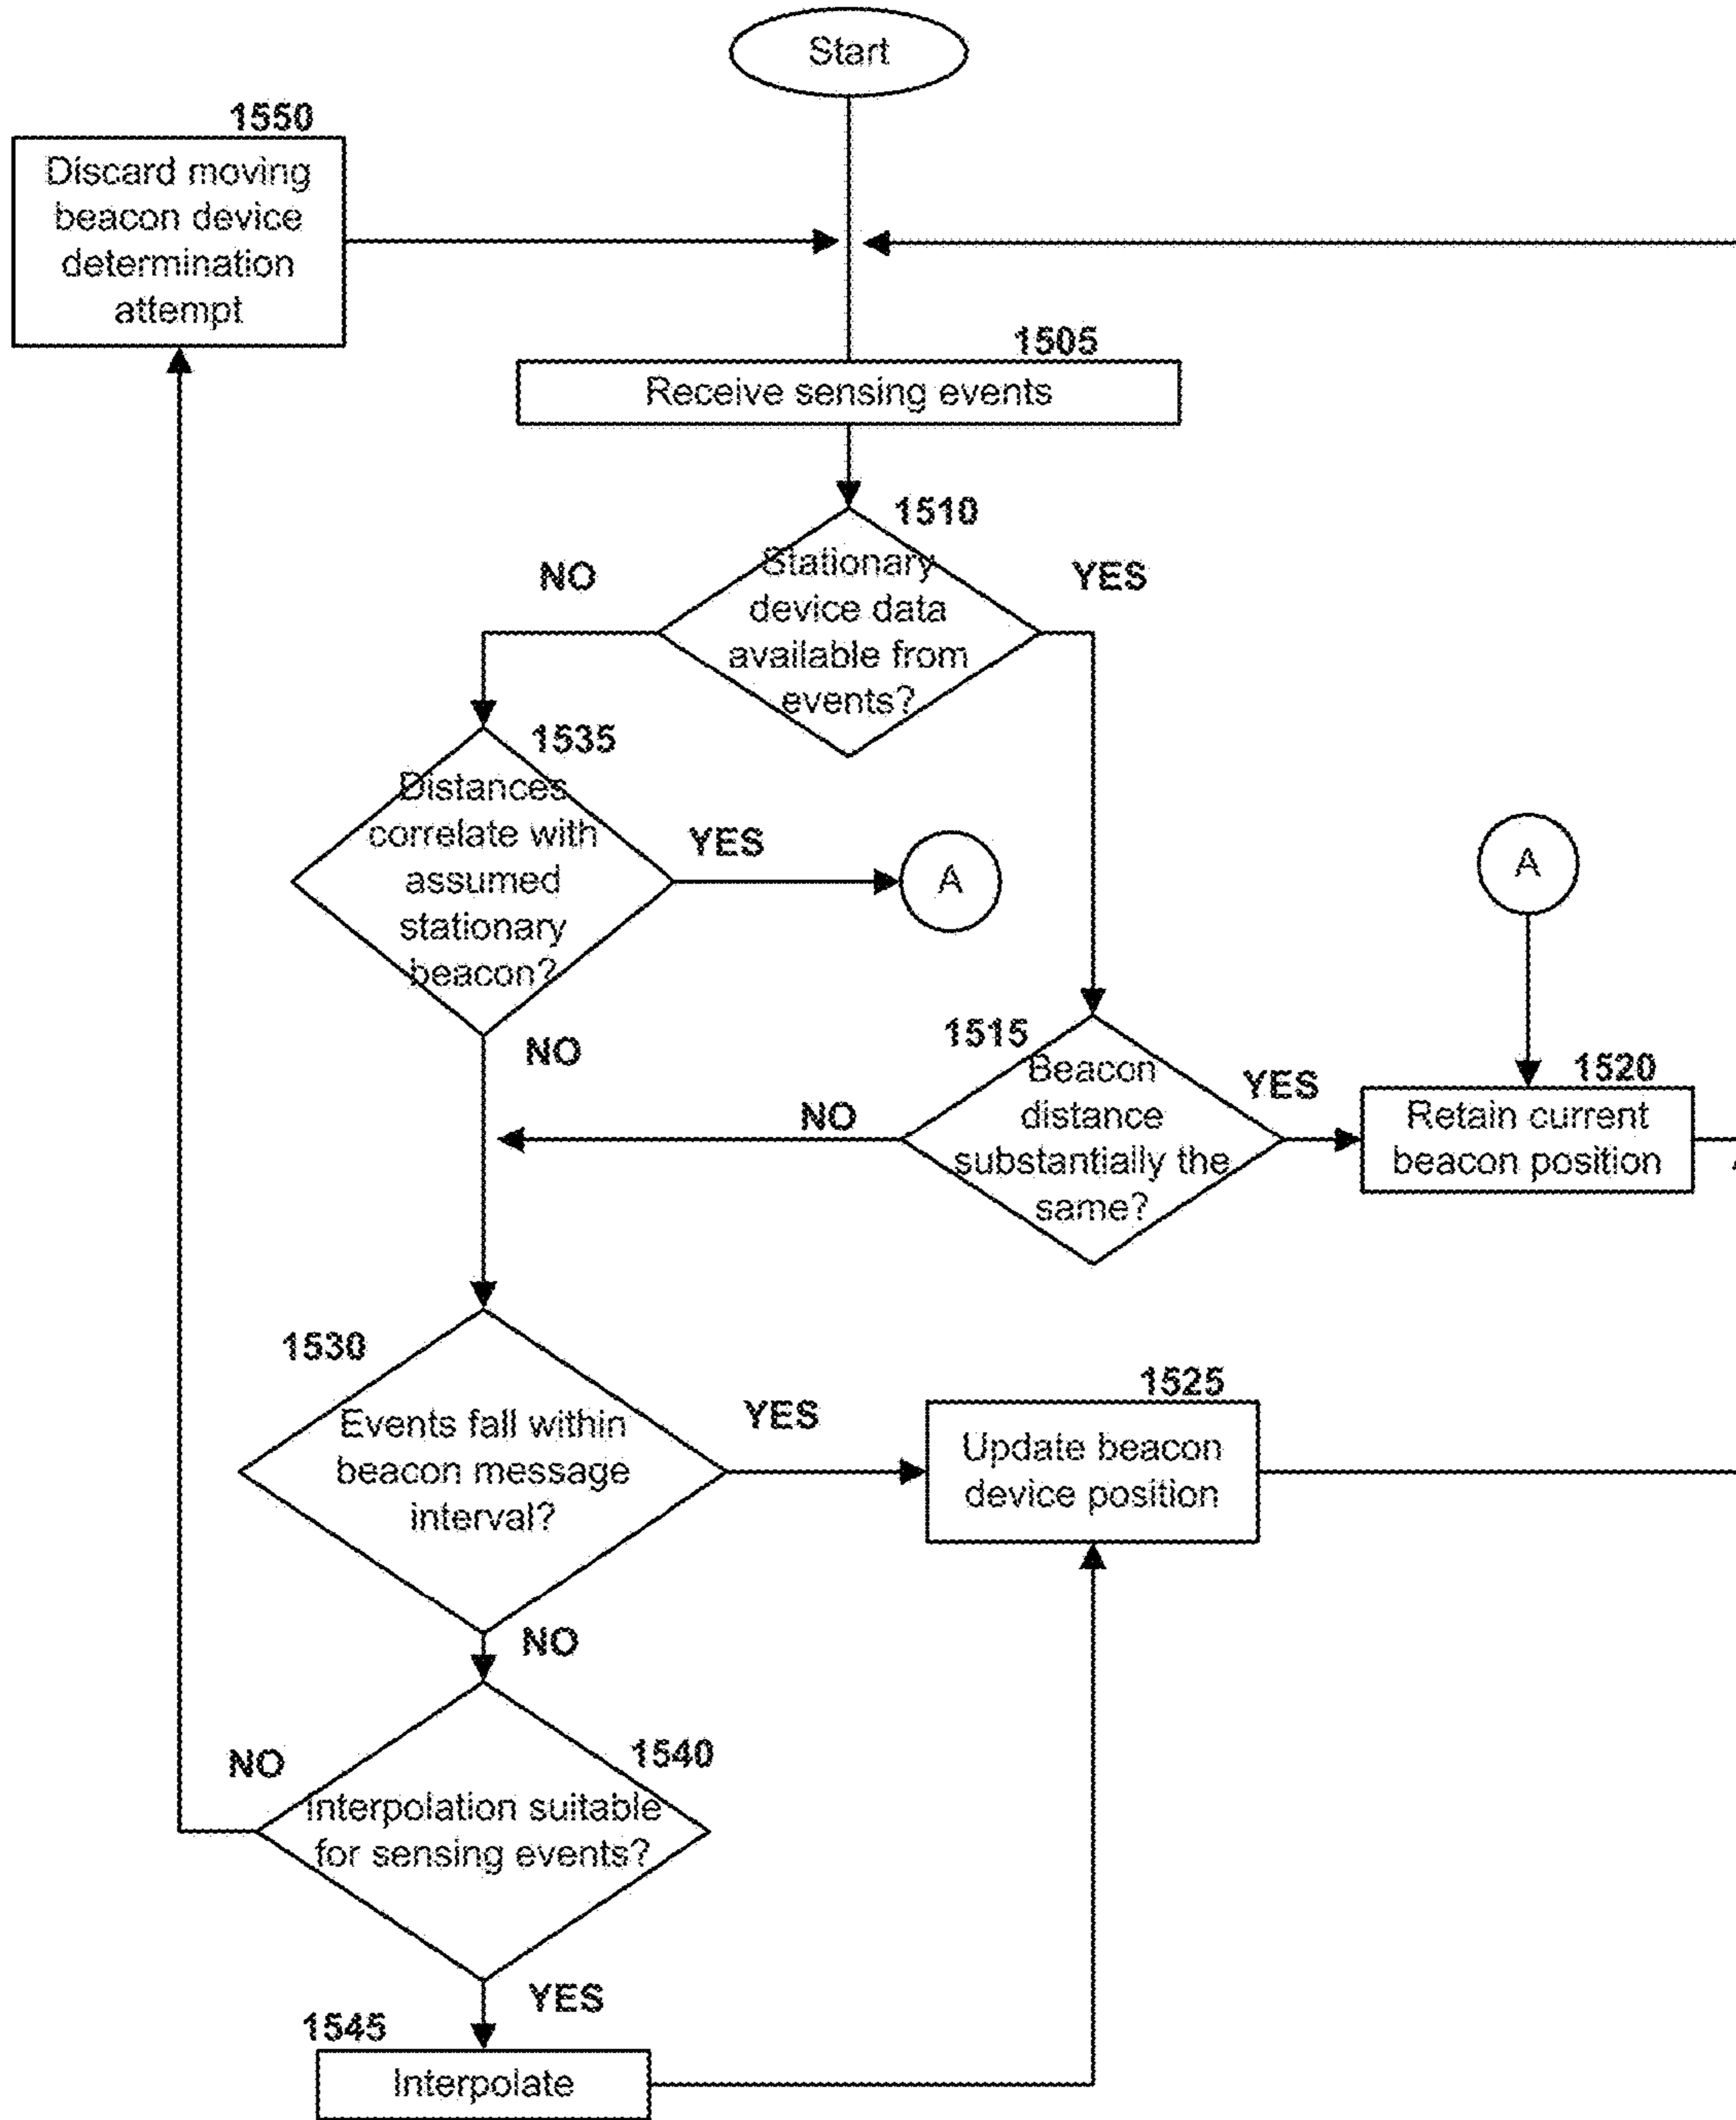 Start
1550
Discard moving
beacon device
determination
attempt
1505
Receive sensing events
1510
NO
YES
Stationary
device data
available from
events?
1535
Distances
correlate with
assumed
stationary
beacon?
YES
A
A
NO
1515
Beacon
distance
substantially the
same?
NO
YES
1520
Retain current
beacon position
1530
Events fall within
beacon message
interval?
YES
1525
Update beacon
device position
NO
1540
NO
Interpolation suitable
for sensing events?
YES
1545
Interpolate